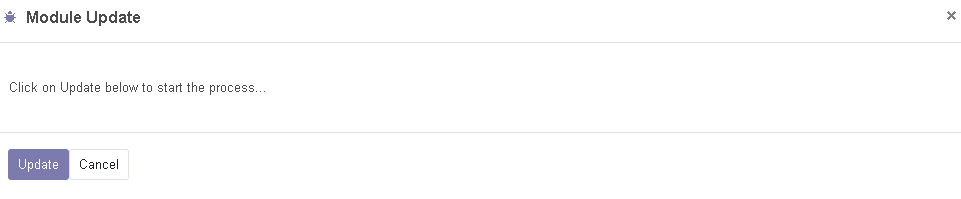 Module Update
×
Click on Update below to start the process...
Update
Cancel